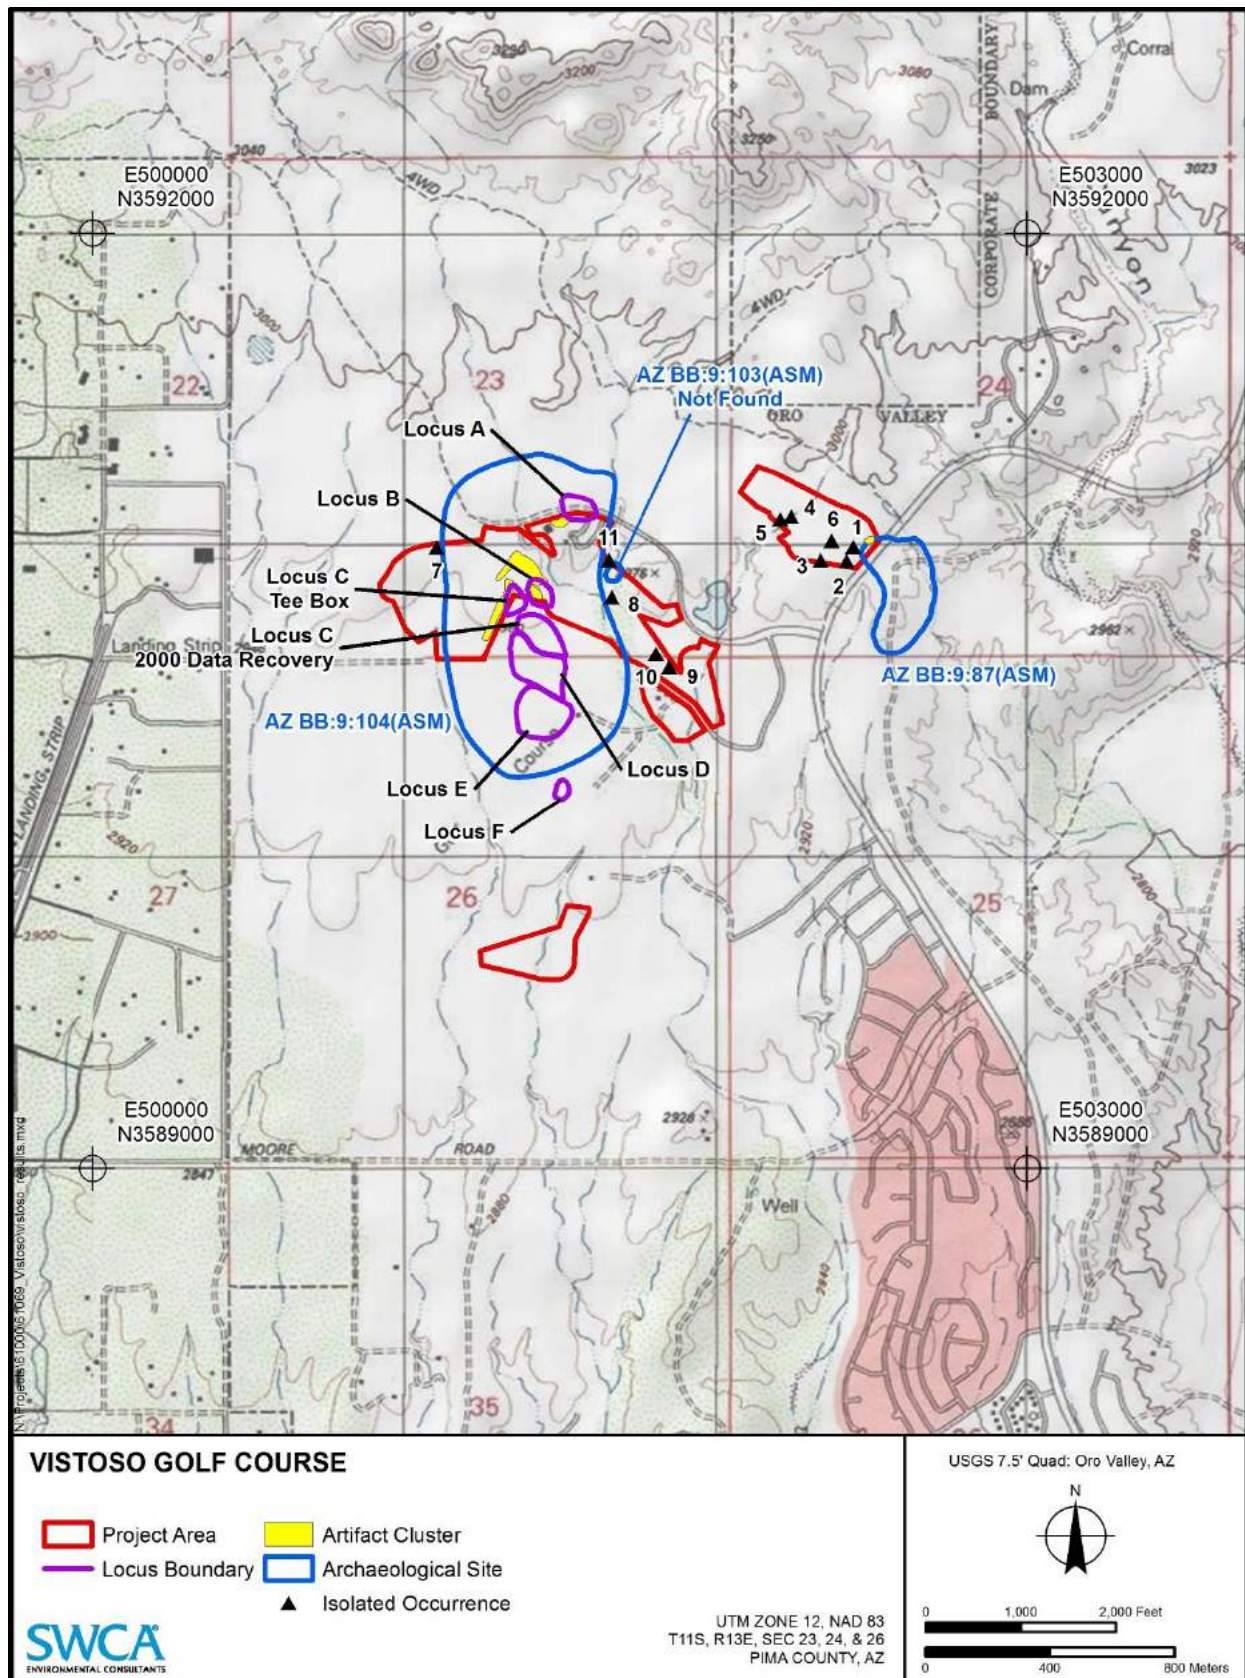 3290
3200
3080
Corral
Dam
BOUNDARY
3250
3040
3023
E500000
N3592000
4WD
E503000
N3592000
CORPORATE
4WD
3000
22
23
AZ BB:9:103(ASM)
Not Found
24
ORO VALLEY
3000
Locus A
Locus B
4
5
6
1
11
7
3
2
2920
Locus C
Tee Box
8
2962
Locus C
2000 Data Recovery
Landing Strip
10
9
AZ BB:9:87(ASM)
AZ BB:9:104(ASM)
Course
Locus D
Locus E
Locus F
LANDING STRIP
2920
2920
27
26
25
2800
2900
E500000
N3589000
2928
E503000
N3589000
MOORE ROAD
2847
Well
2880
2840
34
35
VISTOSO GOLF COURSE
Project Area
Artifact Cluster
Locus Boundary
Archaeological Site
Isolated Occurrence
SWCA
ENVIRONMENTAL CONSULTANTS
UTM ZONE 12, NAD 83
T11S, R13E, SEC 23, 24, & 26
PIMA COUNTY, AZ
USGS 7.5' Quad: Oro Valley, AZ
N
0 1,000 2,000 Feet
0 400 800 Meters